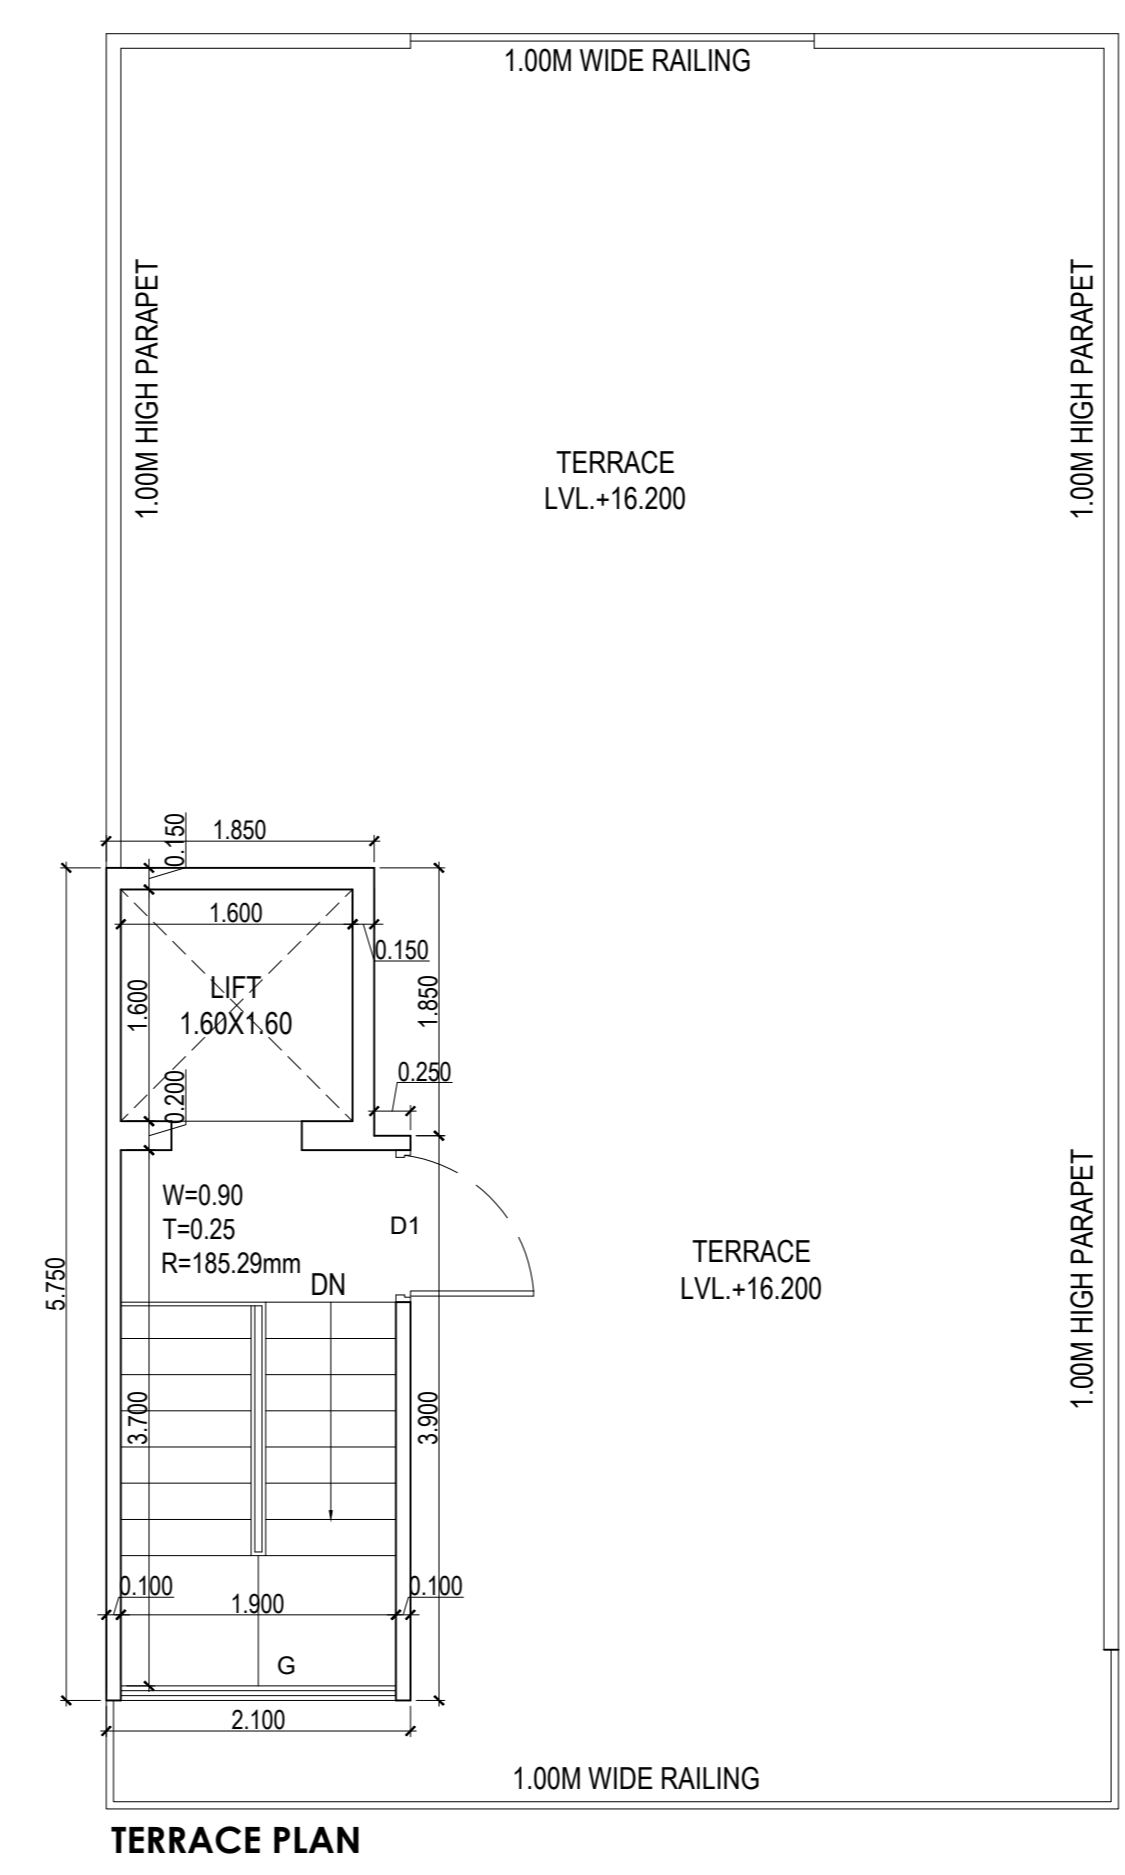 1.00M WIDE RAILING
1.00M HIGH PARAPET
1.00M HIGH PARAPET
TERRACE
LVL.+16.200
0.150
1.850
1.600
0.150
LIFT
1.60X1.60
1.600
1.850
0.200
0.250
W=0.90
T=0.25
R=185.29mm
D1
DN
TERRACE
LVL.+16.200
1.00M HIGH PARAPET
5.750
3.700
3.900
0.100
1.900
0.100
G
2.100
1.00M WIDE RAILING
TERRACE PLAN